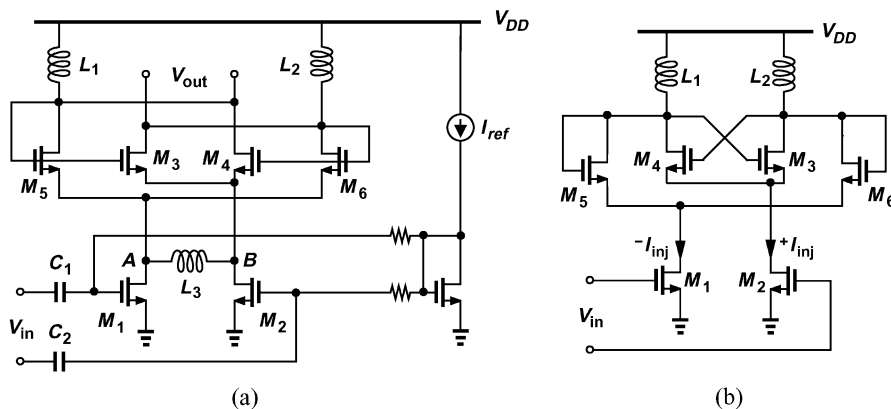 V_DD
L_1
V_out
L_2
I_ref
M_3
M_4
M_5
M_6
A
B
L_3
C_1
M_1
M_2
V_in
C_2
(a)
V_DD
L_1
L_2
M_4
M_3
M_5
M_6
−I_inj
+I_inj
M_1
M_2
V_in
(b)